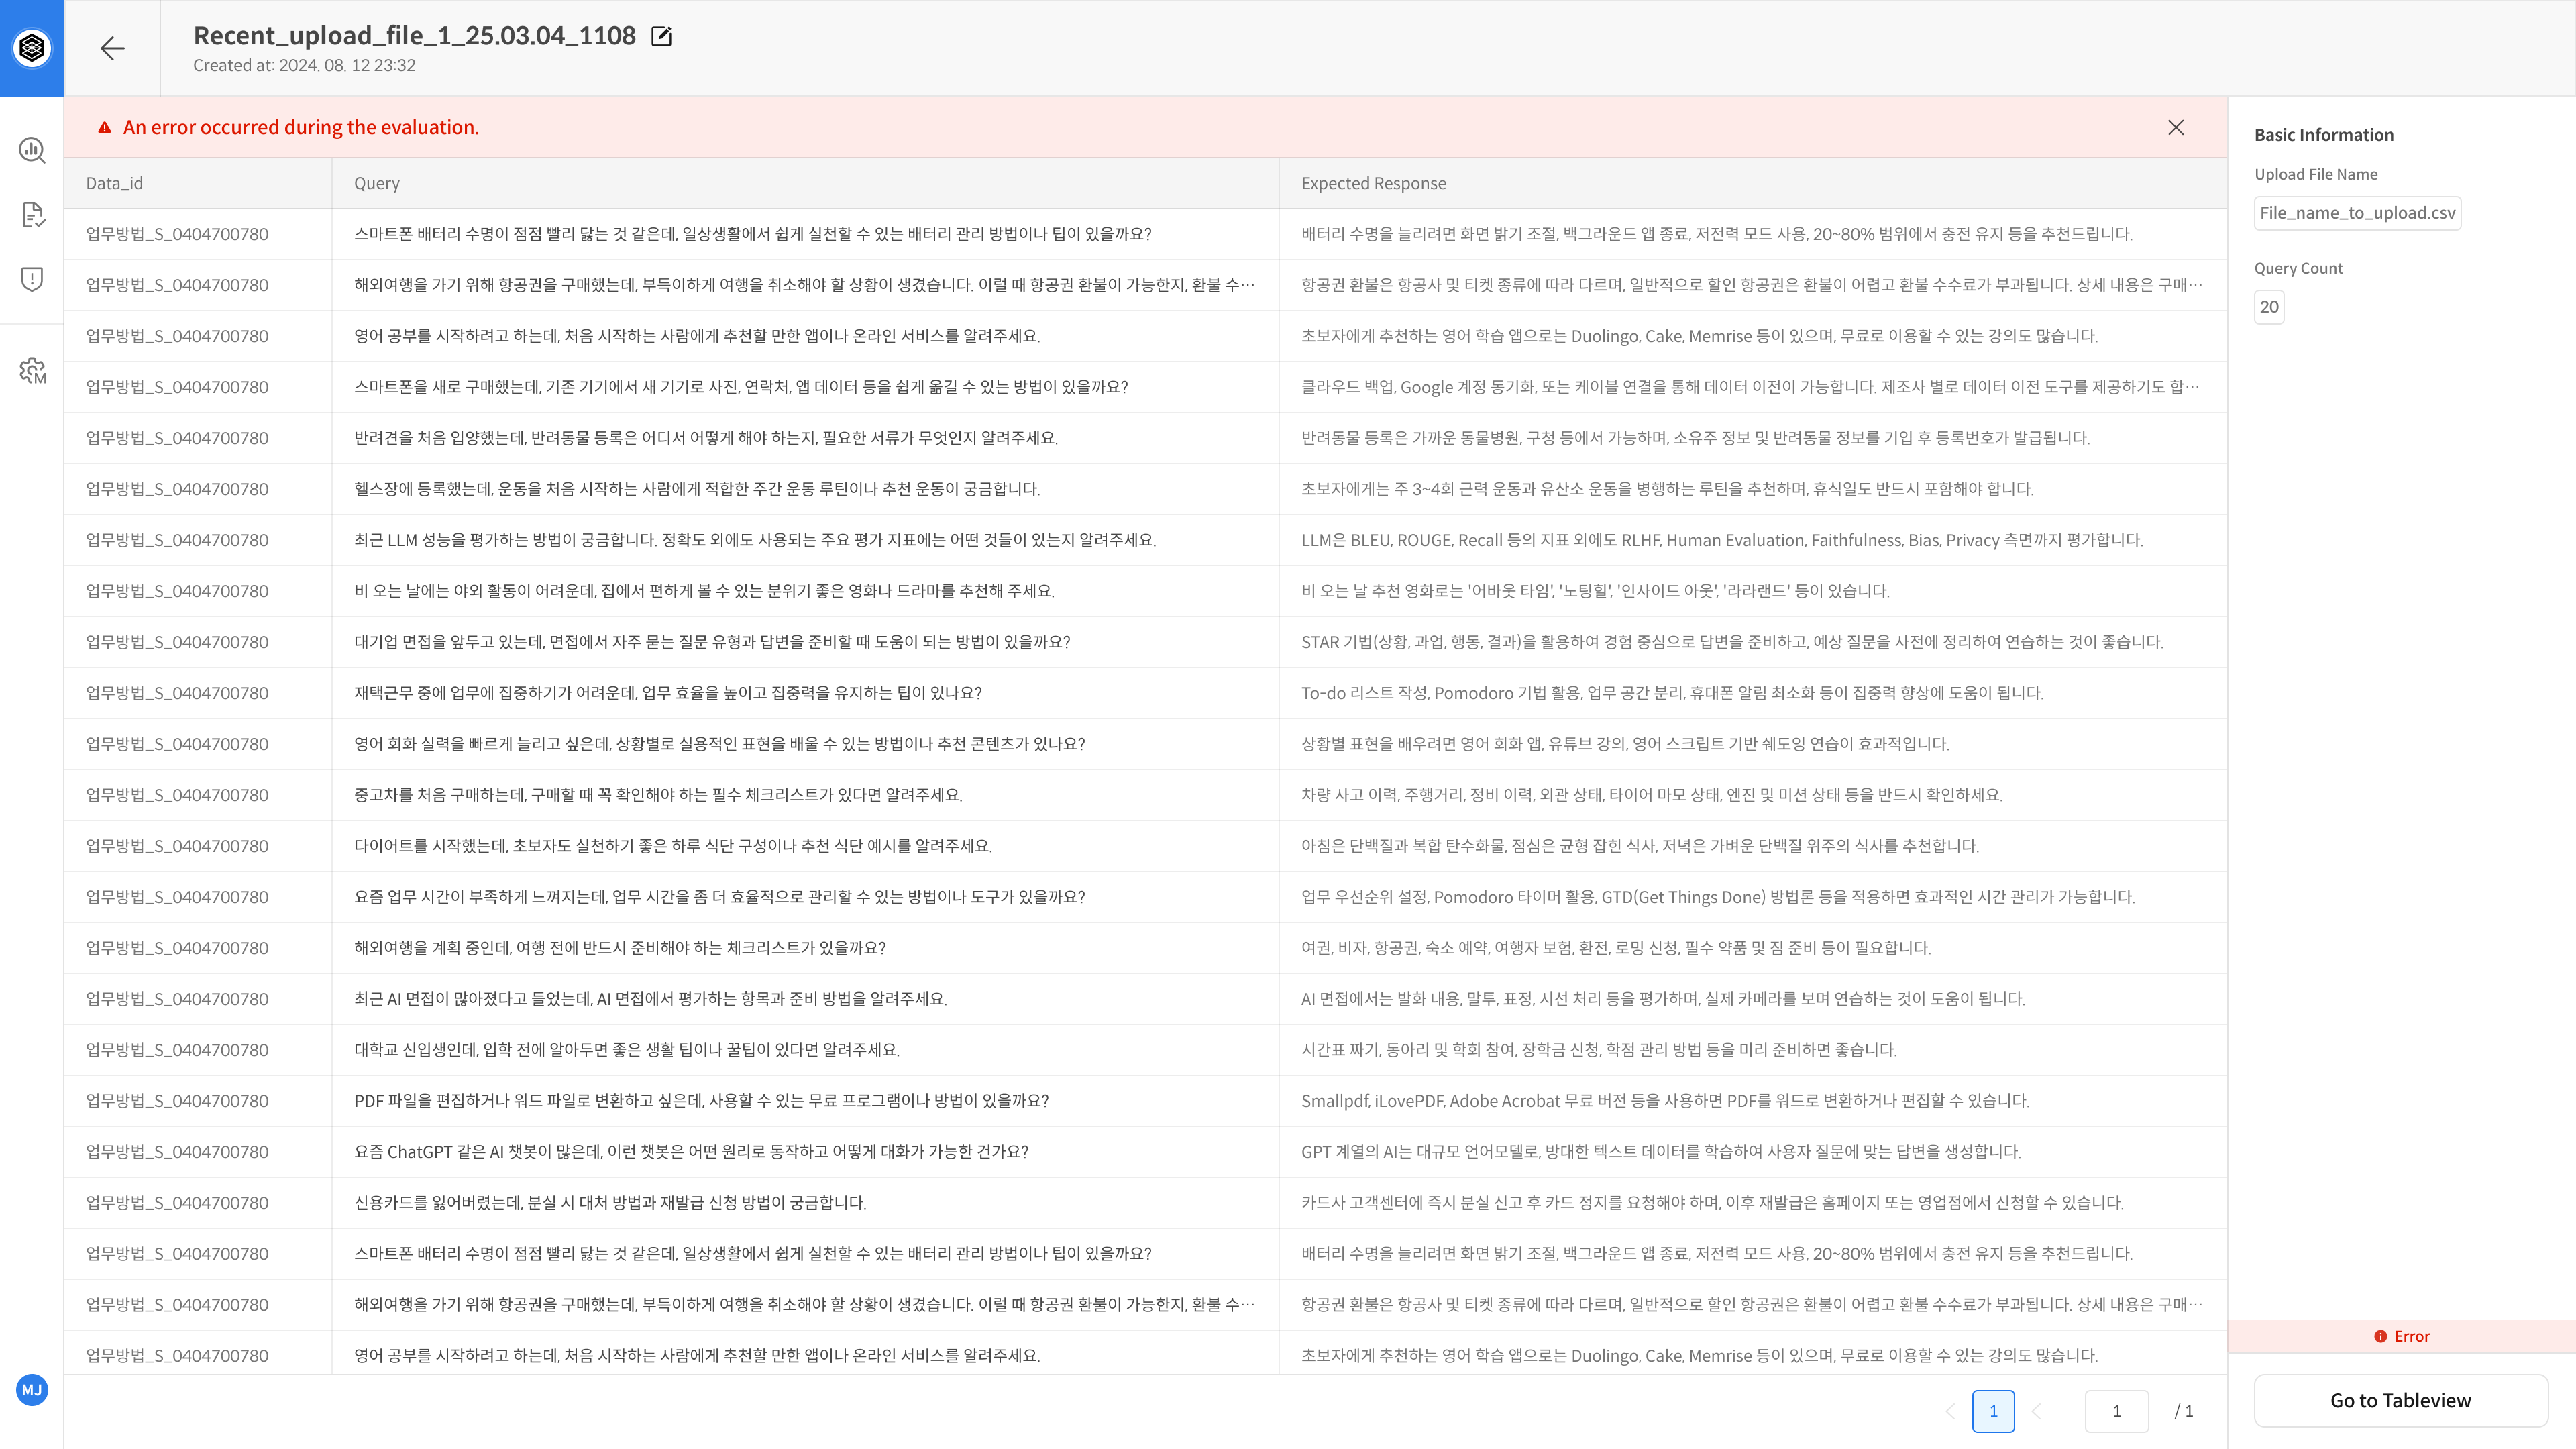 Recent_upload_file_1_25.03.04_1108
Created at: 2024. 08. 12 23:32
An error occurred during the evaluation.
Data_id Query Expected Response
업무방법_S_0404700780 스마트폰 배터리 수명이 점점 빨리 닳는 것 같은데, 일상생활에서 쉽게 실천할 수 있는 배터리 관리 방법이나 팁이 있을까요? 배터리 수명을 늘리려면 화면 밝기 조절, 백그라운드 앱 종료, 저전력 모드 사용, 20~80% 범위에서 충전 유지 등을 추천드립니다.
업무방법_S_0404700780 해외여행을 가기 위해 항공권을 구매했는데, 부득이하게 여행을 취소해야 할 상황이 생겼습니다. 이럴 때 항공권 환불이 가능한지, 환불 수⋯ 항공권 환불은 항공사 및 티켓 종류에 따라 다르며, 일반적으로 할인 항공권은 환불이 어렵고 환불 수수료가 부과됩니다. 상세 내용은 구매⋯
업무방법_S_0404700780 영어 공부를 시작하려고 하는데, 처음 시작하는 사람에게 추천할 만한 앱이나 온라인 서비스를 알려주세요. 초보자에게 추천하는 영어 학습 앱으로는 Duolingo, Cake, Memrise 등이 있으며, 무료로 이용할 수 있는 강의도 많습니다.
업무방법_S_0404700780 스마트폰을 새로 구매했는데, 기존 기기에서 새 기기로 사진, 연락처, 앱 데이터 등을 쉽게 옮길 수 있는 방법이 있을까요? 클라우드 백업, Google 계정 동기화, 또는 케이블 연결을 통해 데이터 이전이 가능합니다. 제조사 별로 데이터 이전 도구를 제공하기도 합⋯
업무방법_S_0404700780 반려견을 처음 입양했는데, 반려동물 등록은 어디서 어떻게 해야 하는지, 필요한 서류가 무엇인지 알려주세요. 반려동물 등록은 가까운 동물병원, 구청 등에서 가능하며, 소유주 정보 및 반려동물 정보를 기입 후 등록번호가 발급됩니다.
업무방법_S_0404700780 헬스장에 등록했는데, 운동을 처음 시작하는 사람에게 적합한 주간 운동 루틴이나 추천 운동이 궁금합니다. 초보자에게는 주 3~4회 근력 운동과 유산소 운동을 병행하는 루틴을 추천하며, 휴식일도 반드시 포함해야 합니다.
업무방법_S_0404700780 최근 LLM 성능을 평가하는 방법이 궁금합니다. 정확도 외에도 사용되는 주요 평가 지표에는 어떤 것들이 있는지 알려주세요. LLM은 BLEU, ROUGE, Recall 등의 지표 외에도 RLHF, Human Evaluation, Faithfulness, Bias, Privacy 측면까지 평가합니다.
업무방법_S_0404700780 비 오는 날에는 야외 활동이 어려운데, 집에서 편하게 볼 수 있는 분위기 좋은 영화나 드라마를 추천해 주세요. 비 오는 날 추천 영화로는 '어바웃 타임', '노팅힐', '인사이드 아웃', '라라랜드' 등이 있습니다.
업무방법_S_0404700780 대기업 면접을 앞두고 있는데, 면접에서 자주 묻는 질문 유형과 답변을 준비할 때 도움이 되는 방법이 있을까요? STAR 기법(상황, 과업, 행동, 결과)을 활용하여 경험 중심으로 답변을 준비하고, 예상 질문을 사전에 정리하여 연습하는 것이 좋습니다.
업무방법_S_0404700780 재택근무 중에 업무에 집중하기가 어려운데, 업무 효율을 높이고 집중력을 유지하는 팁이 있나요? To-do 리스트 작성, Pomodoro 기법 활용, 업무 공간 분리, 휴대폰 알림 최소화 등이 집중력 향상에 도움이 됩니다.
업무방법_S_0404700780 영어 회화 실력을 빠르게 늘리고 싶은데, 상황별로 실용적인 표현을 배울 수 있는 방법이나 추천 콘텐츠가 있나요? 상황별 표현을 배우려면 영어 회화 앱, 유튜브 강의, 영어 스크립트 기반 쉐도잉 연습이 효과적입니다.
업무방법_S_0404700780 중고차를 처음 구매하는데, 구매할 때 꼭 확인해야 하는 필수 체크리스트가 있다면 알려주세요. 차량 사고 이력, 주행거리, 정비 이력, 외관 상태, 타이어 마모 상태, 엔진 및 미션 상태 등을 반드시 확인하세요.
업무방법_S_0404700780 다이어트를 시작했는데, 초보자도 실천하기 좋은 하루 식단 구성이나 추천 식단 예시를 알려주세요. 아침은 단백질과 복합 탄수화물, 점심은 균형 잡힌 식사, 저녁은 가벼운 단백질 위주의 식사를 추천합니다.
업무방법_S_0404700780 요즘 업무 시간이 부족하게 느껴지는데, 업무 시간을 좀 더 효율적으로 관리할 수 있는 방법이나 도구가 있을까요? 업무 우선순위 설정, Pomodoro 타이머 활용, GTD(Get Things Done) 방법론 등을 적용하면 효과적인 시간 관리가 가능합니다.
업무방법_S_0404700780 해외여행을 계획 중인데, 여행 전에 반드시 준비해야 하는 체크리스트가 있을까요? 여권, 비자, 항공권, 숙소 예약, 여행자 보험, 환전, 로밍 신청, 필수 약품 및 짐 준비 등이 필요합니다.
업무방법_S_0404700780 최근 AI 면접이 많아졌다고 들었는데, AI 면접에서 평가하는 항목과 준비 방법을 알려주세요. AI 면접에서는 발화 내용, 말투, 표정, 시선 처리 등을 평가하며, 실제 카메라를 보며 연습하는 것이 도움이 됩니다.
업무방법_S_0404700780 대학교 신입생인데, 입학 전에 알아두면 좋은 생활 팁이나 꿀팁이 있다면 알려주세요. 시간표 짜기, 동아리 및 학회 참여, 장학금 신청, 학점 관리 방법 등을 미리 준비하면 좋습니다.
업무방법_S_0404700780 PDF 파일을 편집하거나 워드 파일로 변환하고 싶은데, 사용할 수 있는 무료 프로그램이나 방법이 있을까요? Smallpdf, iLovePDF, Adobe Acrobat 무료 버전 등을 사용하면 PDF를 워드로 변환하거나 편집할 수 있습니다.
업무방법_S_0404700780 요즘 ChatGPT 같은 AI 챗봇이 많은데, 이런 챗봇은 어떤 원리로 동작하고 어떻게 대화가 가능한 건가요? GPT 계열의 AI는 대규모 언어모델로, 방대한 텍스트 데이터를 학습하여 사용자 질문에 맞는 답변을 생성합니다.
업무방법_S_0404700780 신용카드를 잃어버렸는데, 분실 시 대처 방법과 재발급 신청 방법이 궁금합니다. 카드사 고객센터에 즉시 분실 신고 후 카드 정지를 요청해야 하며, 이후 재발급은 홈페이지 또는 영업점에서 신청할 수 있습니다.
업무방법_S_0404700780 스마트폰 배터리 수명이 점점 빨리 닳는 것 같은데, 일상생활에서 쉽게 실천할 수 있는 배터리 관리 방법이나 팁이 있을까요? 배터리 수명을 늘리려면 화면 밝기 조절, 백그라운드 앱 종료, 저전력 모드 사용, 20~80% 범위에서 충전 유지 등을 추천드립니다.
업무방법_S_0404700780 해외여행을 가기 위해 항공권을 구매했는데, 부득이하게 여행을 취소해야 할 상황이 생겼습니다. 이럴 때 항공권 환불이 가능한지, 환불 수⋯ 항공권 환불은 항공사 및 티켓 종류에 따라 다르며, 일반적으로 할인 항공권은 환불이 어렵고 환불 수수료가 부과됩니다. 상세 내용은 구매⋯
업무방법_S_0404700780 영어 공부를 시작하려고 하는데, 처음 시작하는 사람에게 추천할 만한 앱이나 온라인 서비스를 알려주세요. 초보자에게 추천하는 영어 학습 앱으로는 Duolingo, Cake, Memrise 등이 있으며, 무료로 이용할 수 있는 강의도 많습니다.
1 1 / 1
Basic Information
Upload File Name
File_name_to_upload.csv
Query Count
20
Error
Go to Tableview
M
MJ